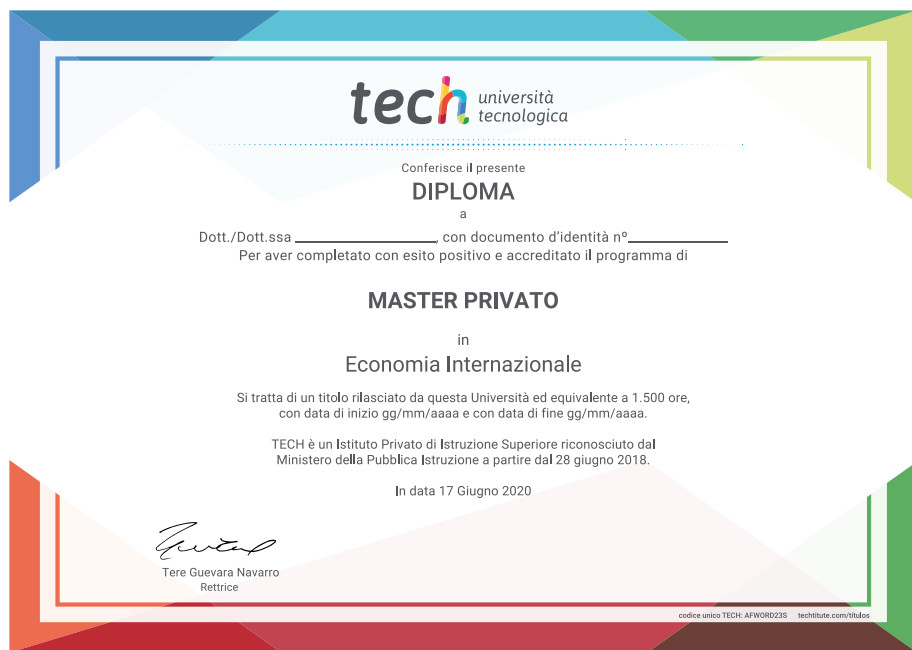 tech università
tecnologica
Conferisce il presente
DIPLOMA
a
Dott./Dott.ssa ________________, con documento d'identità nº___________
Per aver completato con esito positivo e accreditato il programma di
MASTER PRIVATO
in
Economia Internazionale
Si tratta di un titolo rilasciato da questa Università ed equivalente a 1.500 ore,
con data di inizio gg/mm/aaaa e con data di fine gg/mm/aaaa.
TECH è un Istituto Privato di Istruzione Superiore riconosciuto dal
Ministero della Pubblica Istruzione a partire dal 28 giugno 2018.
In data 17 Giugno 2020
Tere Guevara Navarro
Rettrice
codice unico TECH: AFWORD23S techtitute.com/titulos